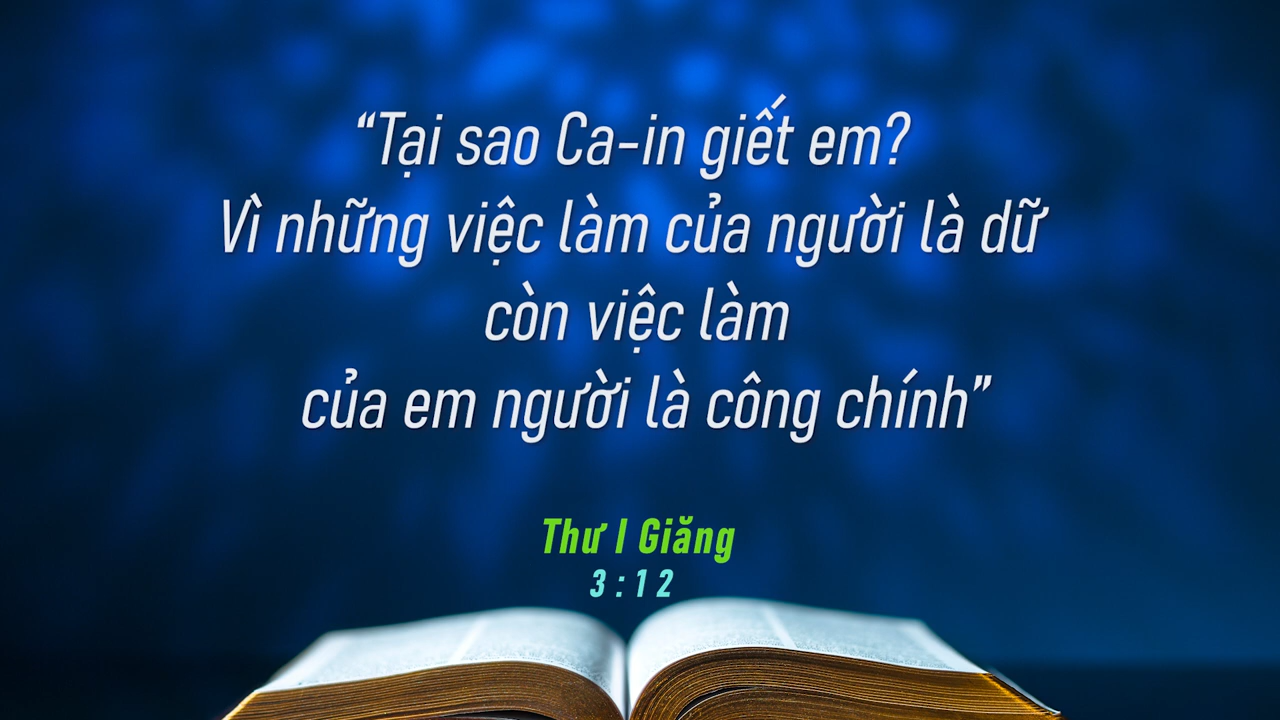 “Tại sao Ca-in giết em?
Vì những việc làm của người là dữ
còn việc làm
của em người là công chính”
Thư I Giăng
3:12